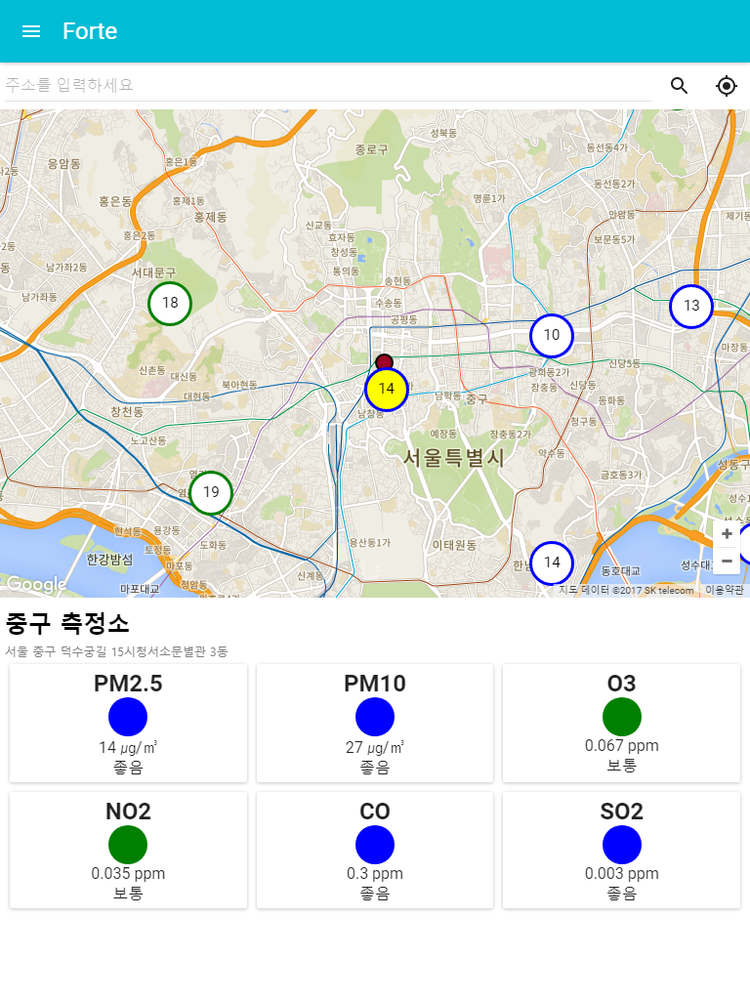 Forte
주소를 입력하세요
성북동
종로구
동선동4가
응암동
홍은1동
동선동2가
홍은동
홍제1동
명륜1가
안암동
제기동
홍제동
신교동
홍은2동
효자동
보문동5가
창성동
남가좌2동
통의동
서대문구
송현동
남가좌동
수송동
18
13
공평동
10
마장동
신촌동
대신동
신당5동
광희동2가
북아현동
장충동
신당동
14
대현동
담학동
중구
동화동
창천동
남창동
청구동
예장동
장충동2가
노고산동
약수동
서울특별시
성동구
금호3가동
19
현석동
용강동
도화동
용산동1가
이태원동
토정동
한강밤섬
마포동
14
동호대교
성수대교
청암동
신계동
Google
마포대교
지도 데이터 ©2017 SK telecom
이용약관
중구 측정소
서울 중구 덕수궁길 15시청서소문별관 3동
PM2.5
PM10
O3
14 ㎍/㎥
27 ㎍/㎥
0.067 ppm
좋음
좋음
보통
NO2
CO
SO2
0.035 ppm
0.3 ppm
0.003 ppm
보통
좋음
좋음